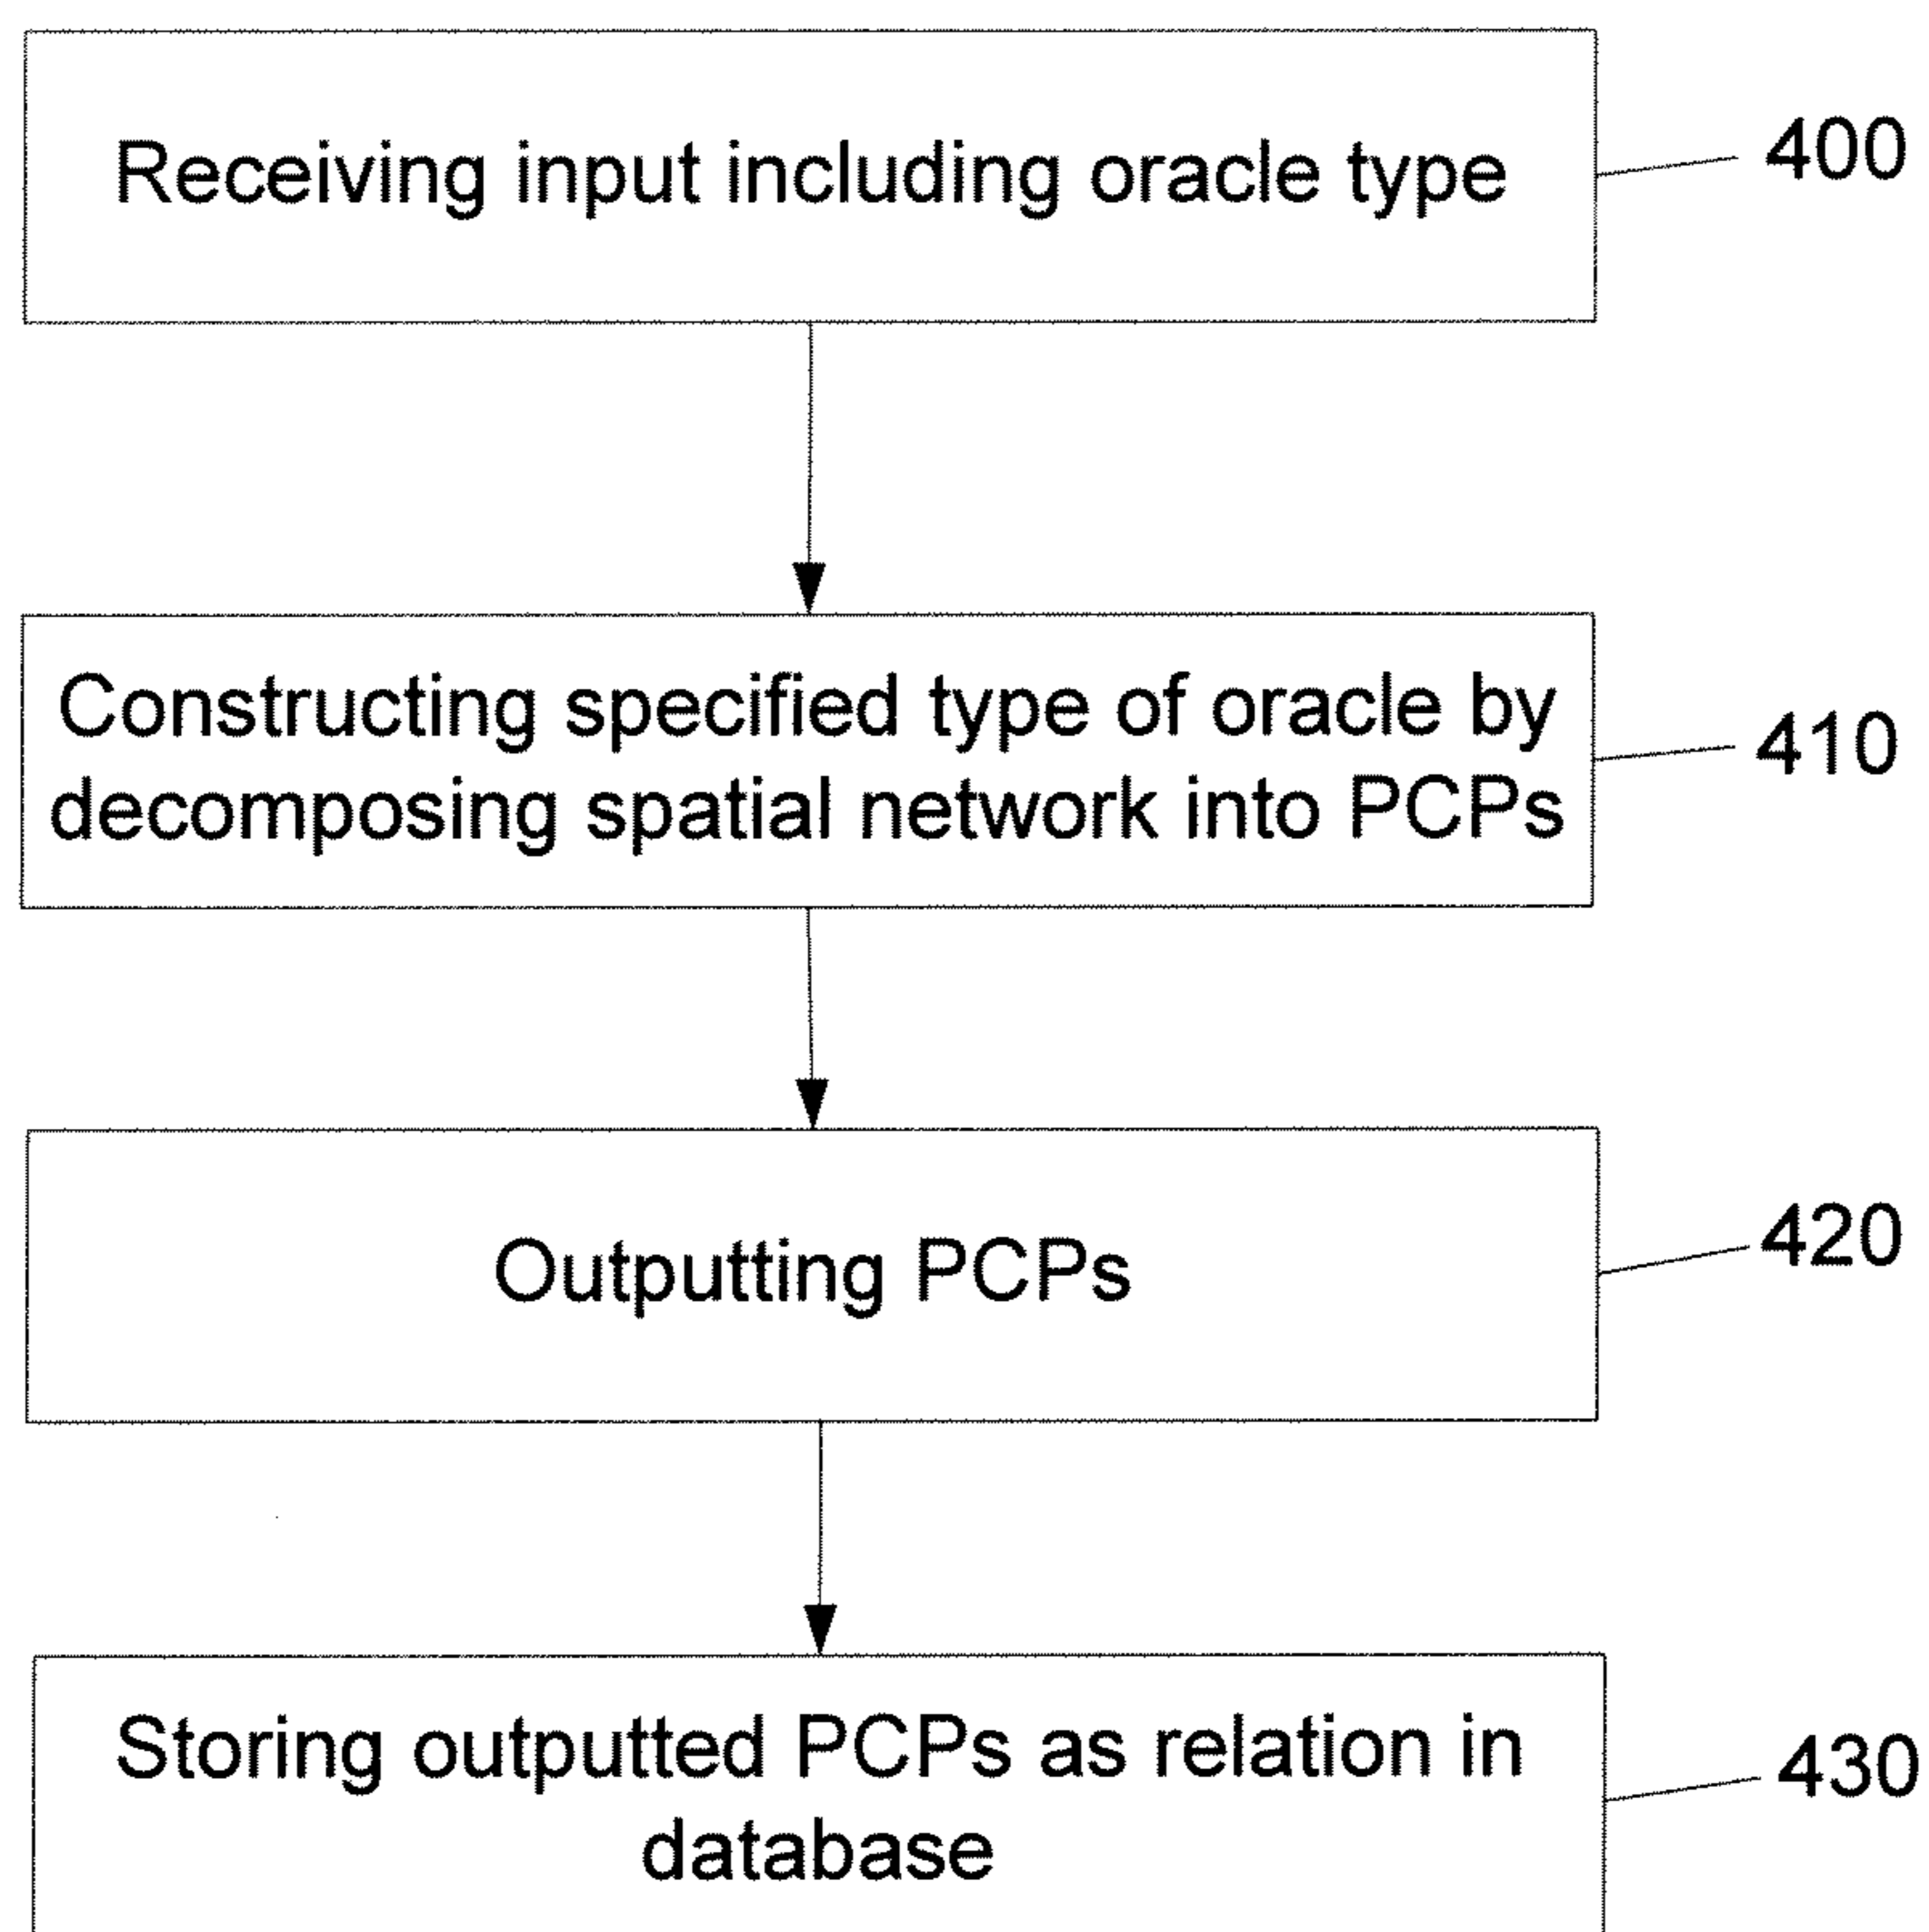 Receiving input including oracle type
400
Constructing specified type of oracle by
decomposing spatial network into PCPs
410
Outputting PCPs
420
Storing outputted PCPs as relation in
database
430